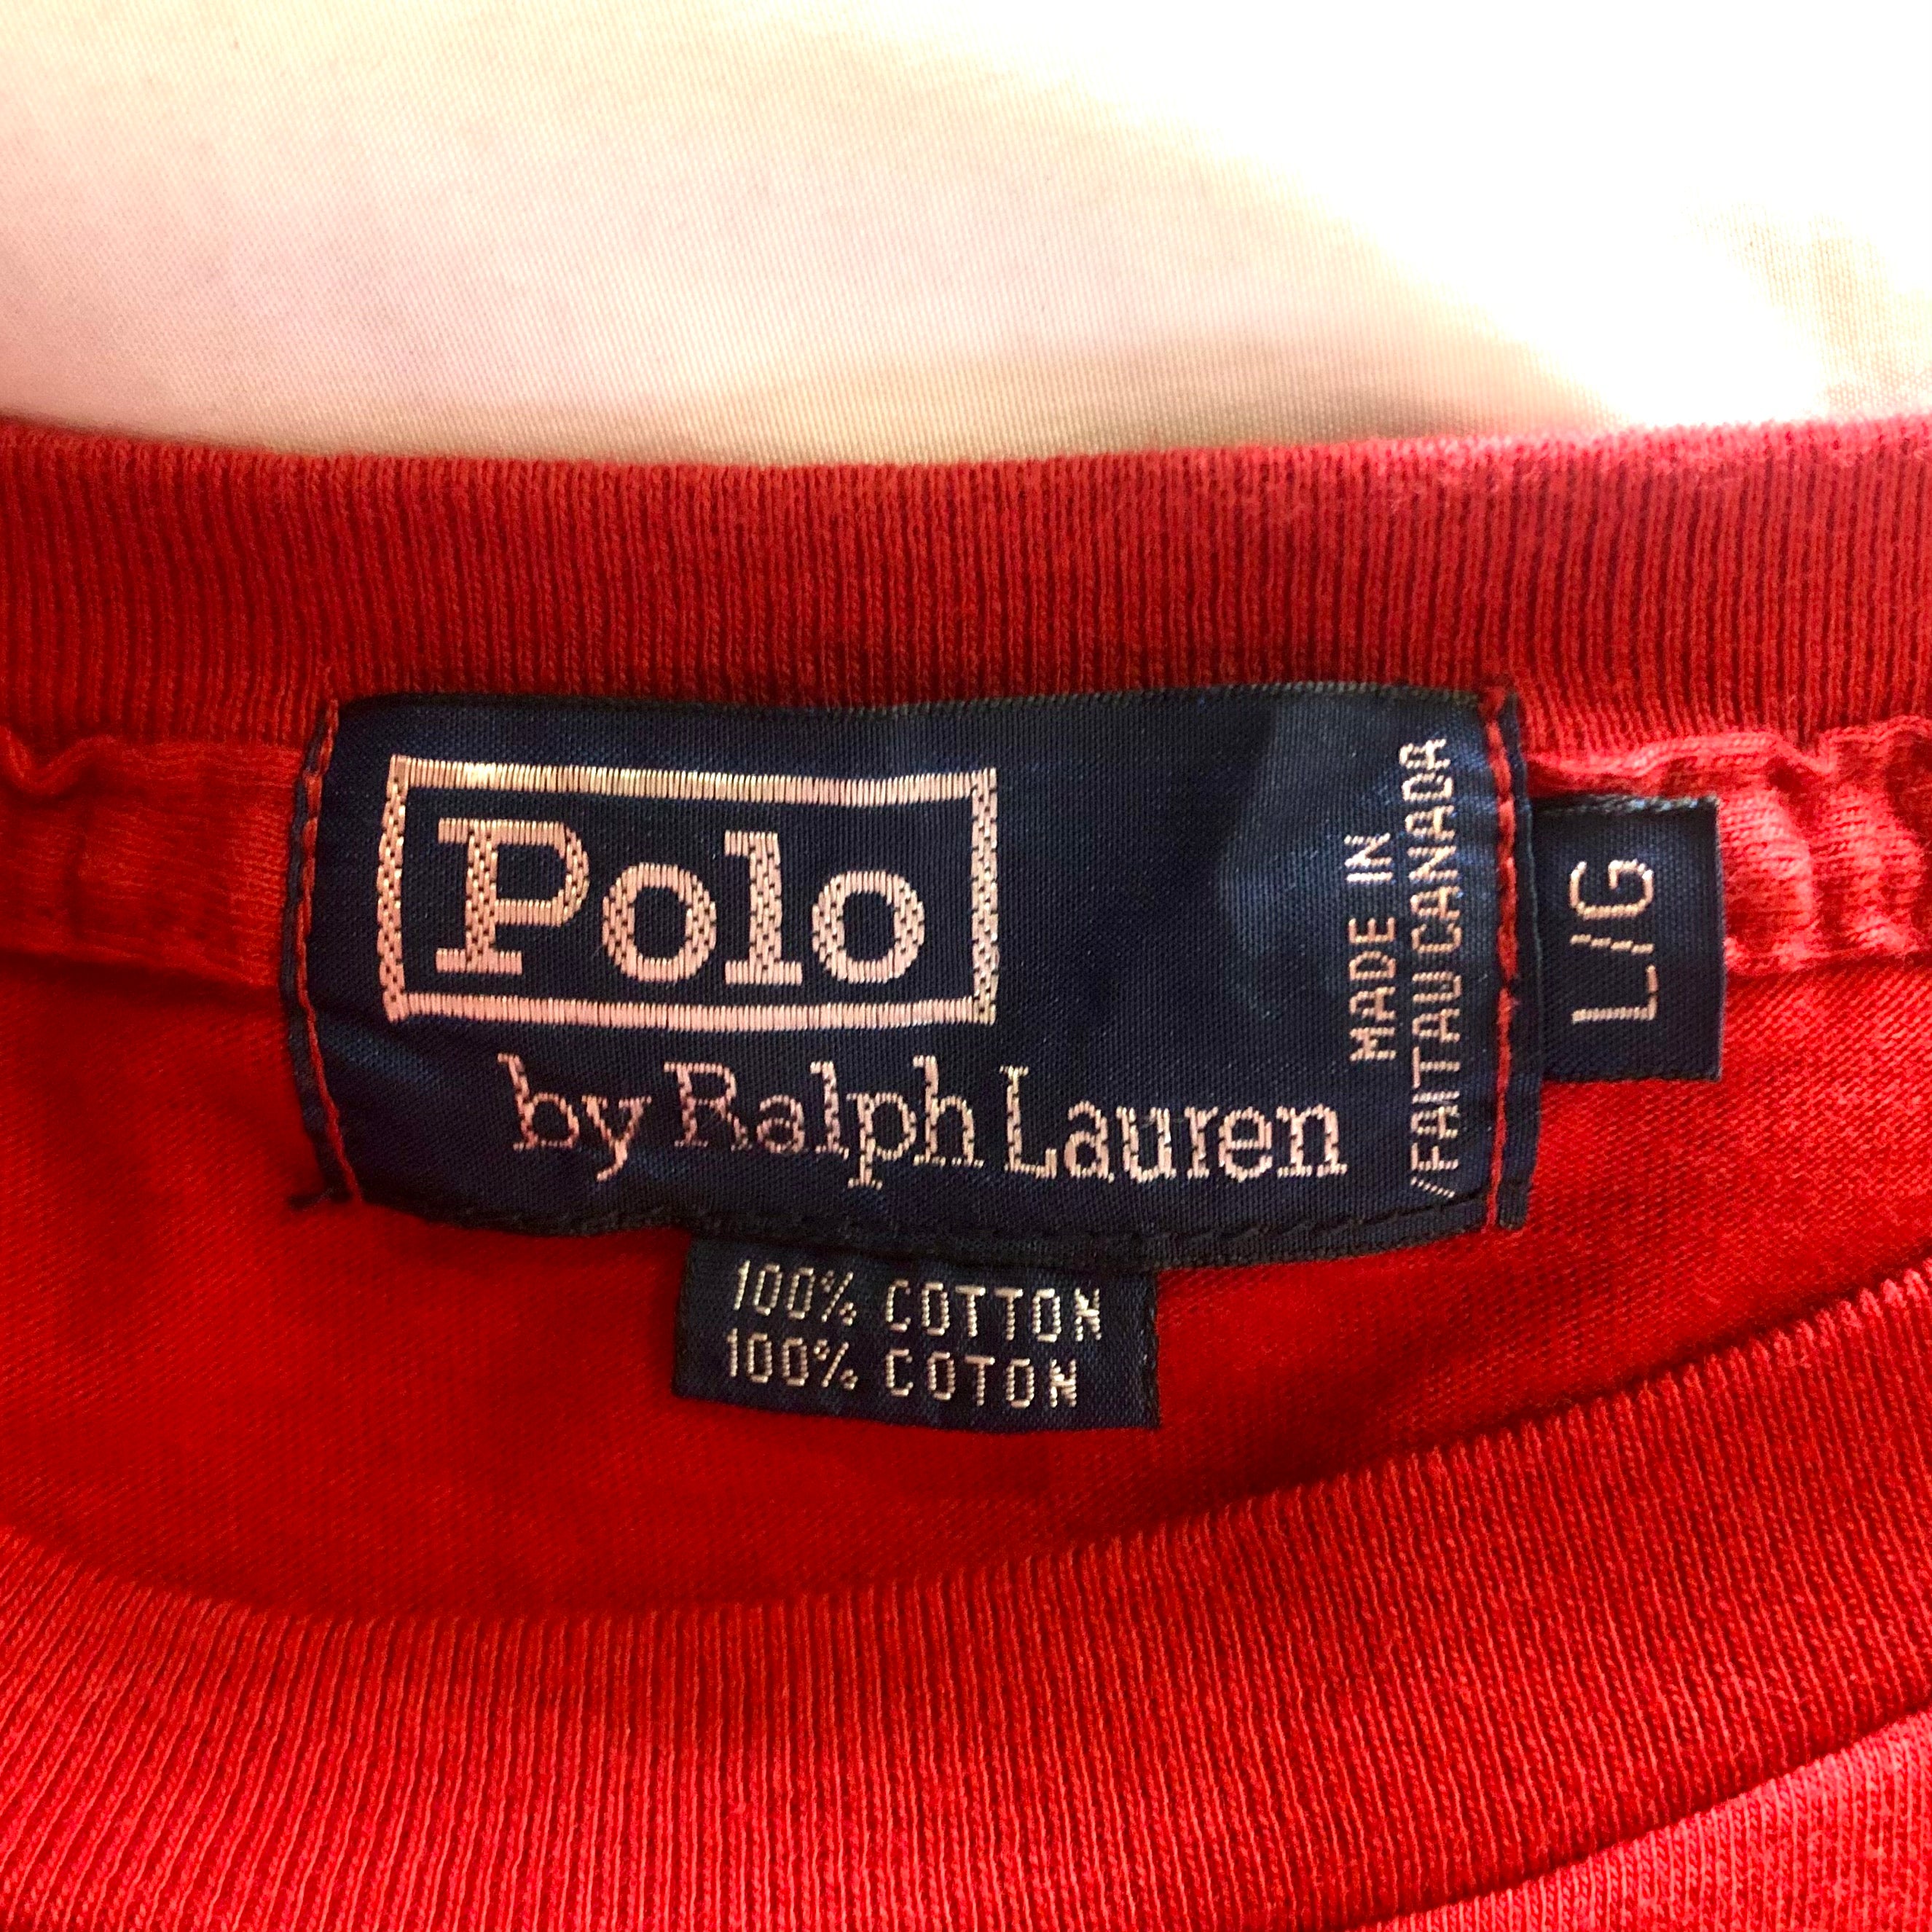 Polo
by Ralph Lauren
MADE IN
/FAIT AU CANADA
L/G
100% COTTON
100% COTON